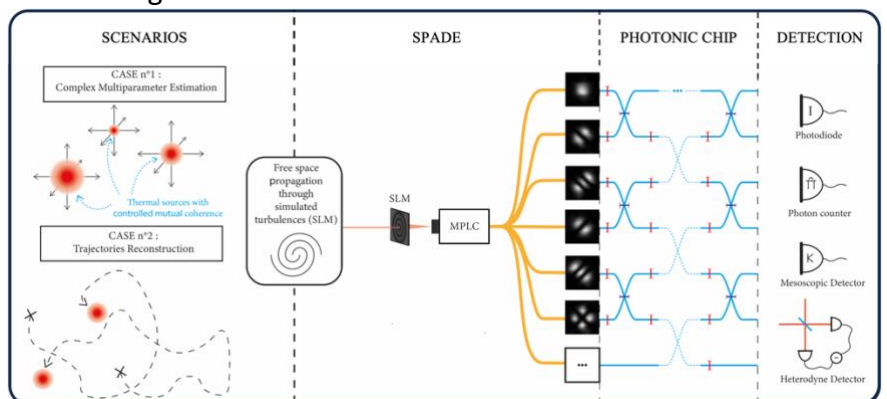 SCENARIOS
SPADE
PHOTONIC CHIP
DETECTION
CASE n°1 :
Complex Multiparameter Estimation
Thermal sources with
controlled mutual coherence
CASE n°2 :
Trajectories Reconstruction
Free space
propagation
through
simulated
turbulences (SLM)
SLM
MPLC
...
...
I
Photodiode
n̂
Photon counter
K
Mesoscopic Detector
-
Heterodyne Detector